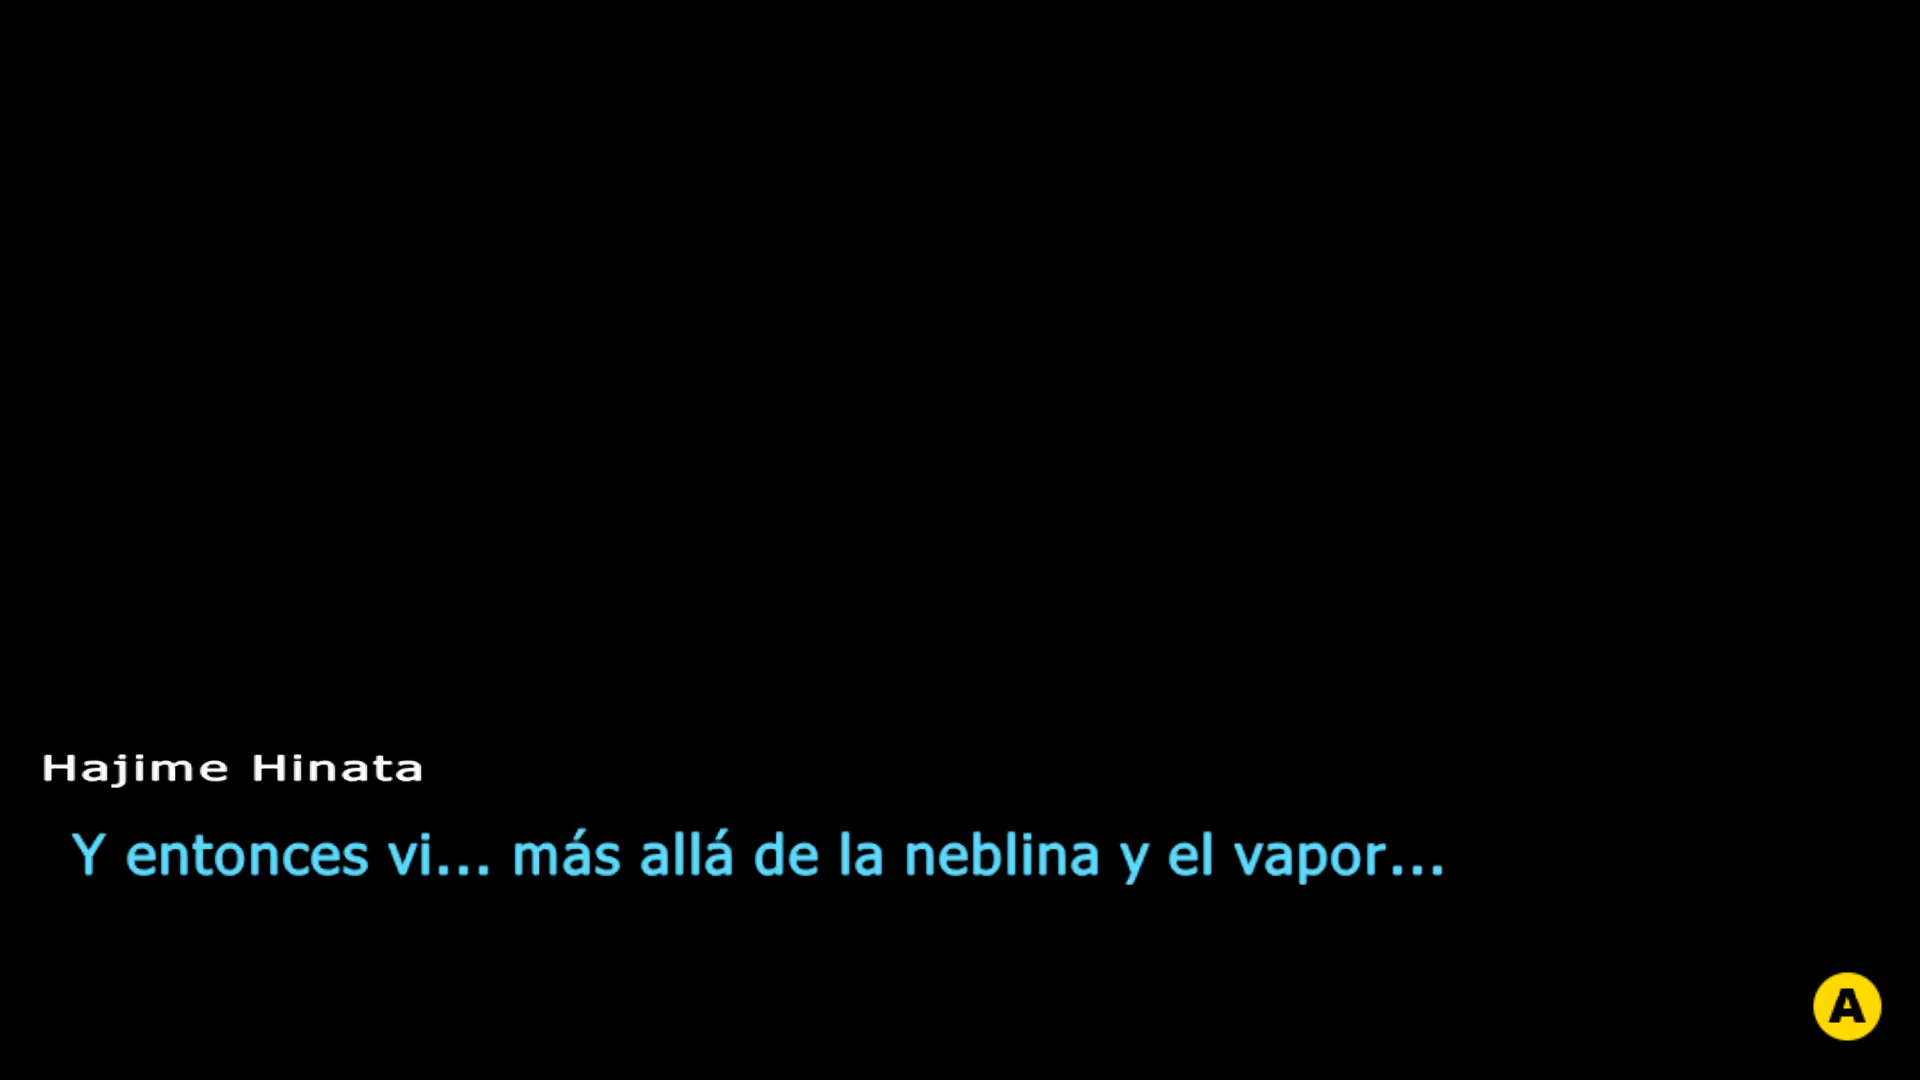 Hajime Hinata
Y entonces vi... más allá de la neblina y el vapor...
A